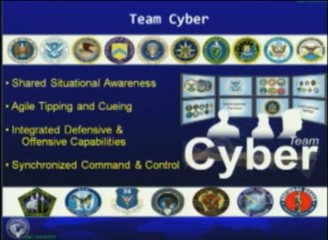 Team Cyber
• Shared Situational Awareness
• Agile Tipping and Cueing
• Integrated Defensive &
Offensive Capabilities
• Synchronized Command & Control
Team
Cyber